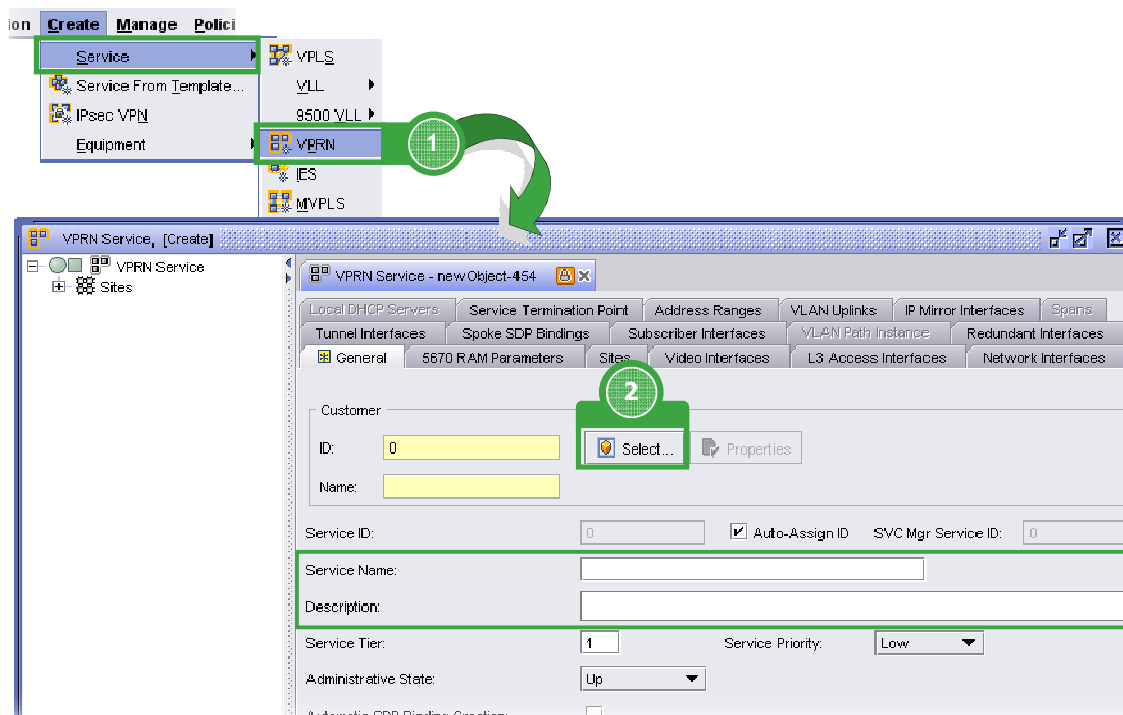 ion Create Manage Polici
Service
Service From Template...
IPsec VPN
Equipment
VPLS
VLL
9500 VLL
VPRN
IES
MVPLS
1
VPRN Service, [Create]
VPRN Service
Sites
VPRN Service - new Object-454
Local DHCP Servers Service Termination Point Address Ranges VLAN Uplinks IP Mirror Interfaces Spans
Tunnel Interfaces Spoke SDP Bindings Subscriber Interfaces VLAN Path Instance Redundant Interfaces
General 5670 RAM Parameters Sites Video Interfaces L3 Access Interfaces Network Interfaces
2
Customer
ID: 0 Select... Properties
Name:
Service ID: 0 Auto-Assign ID SVC Mgr Service ID: 0
Service Name:
Description:
Service Tier: 1 Service Priority: Low
Administrative State: Up
Automatic SDP Binding Creation: